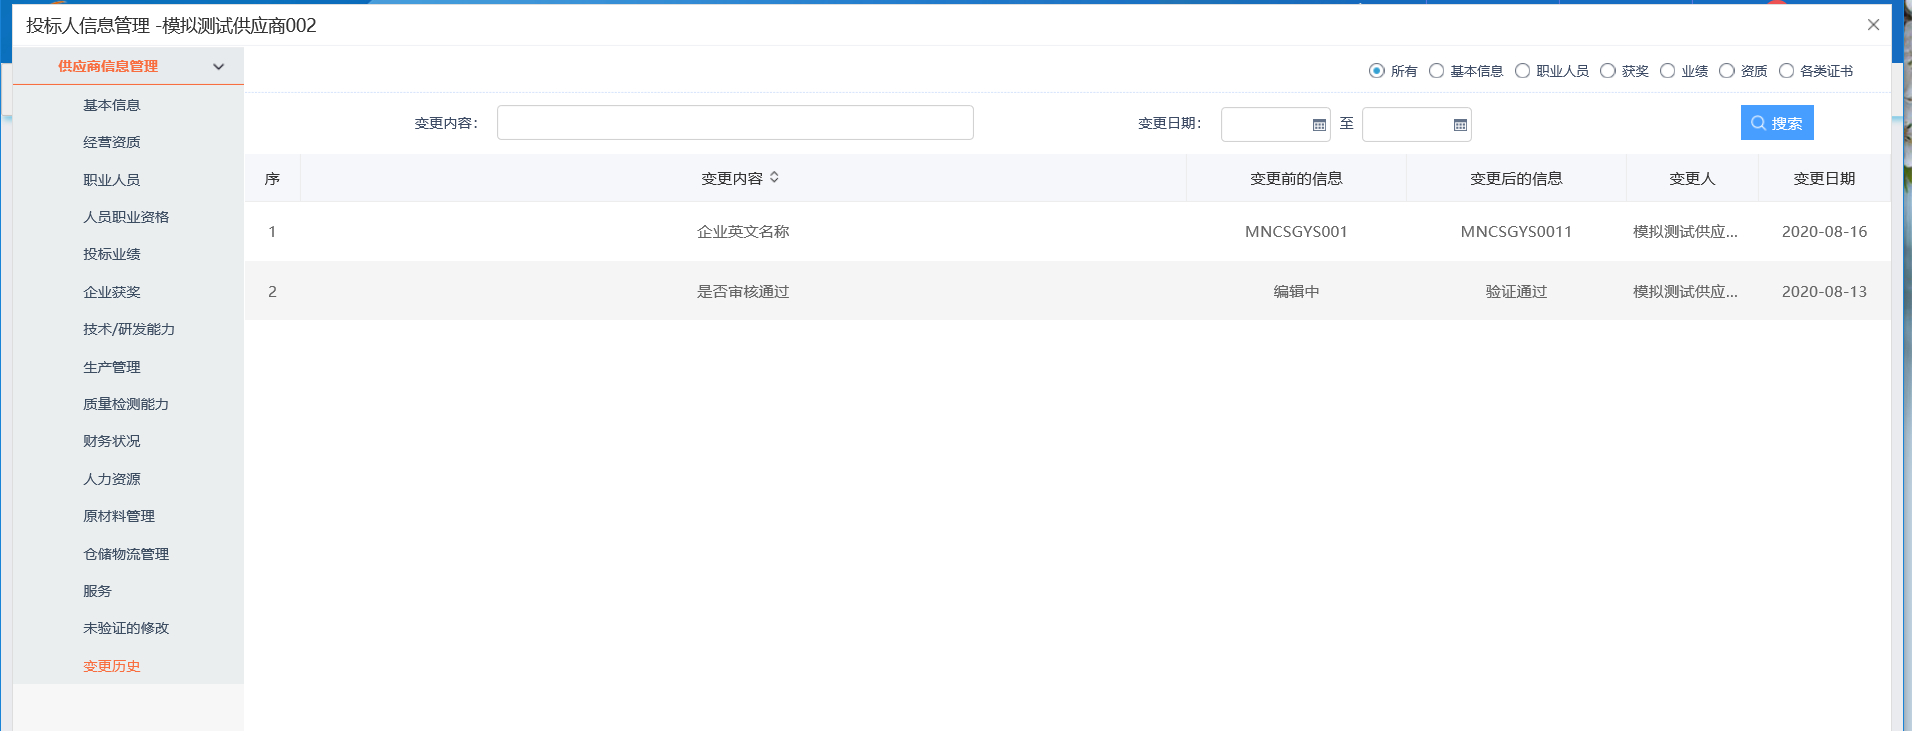 投标人信息管理 -模拟测试供应商002
供应商信息管理
基本信息
经营资质
职业人员
人员职业资格
投标业绩
企业获奖
技术/研发能力
生产管理
质量检测能力
财务状况
人力资源
原材料管理
仓储物流管理
服务
未验证的修改
变更历史
所有 基本信息 职业人员 获奖 业绩 资质 各类证书
变更内容： 变更日期： 至 搜索
序 变更内容 变更前的信息 变更后的信息 变更人 变更日期
1 企业英文名称 MNCSGYS001 MNCSGYS0011 模拟测试供应... 2020-08-16
2 是否审核通过 编辑中 验证通过 模拟测试供应... 2020-08-13